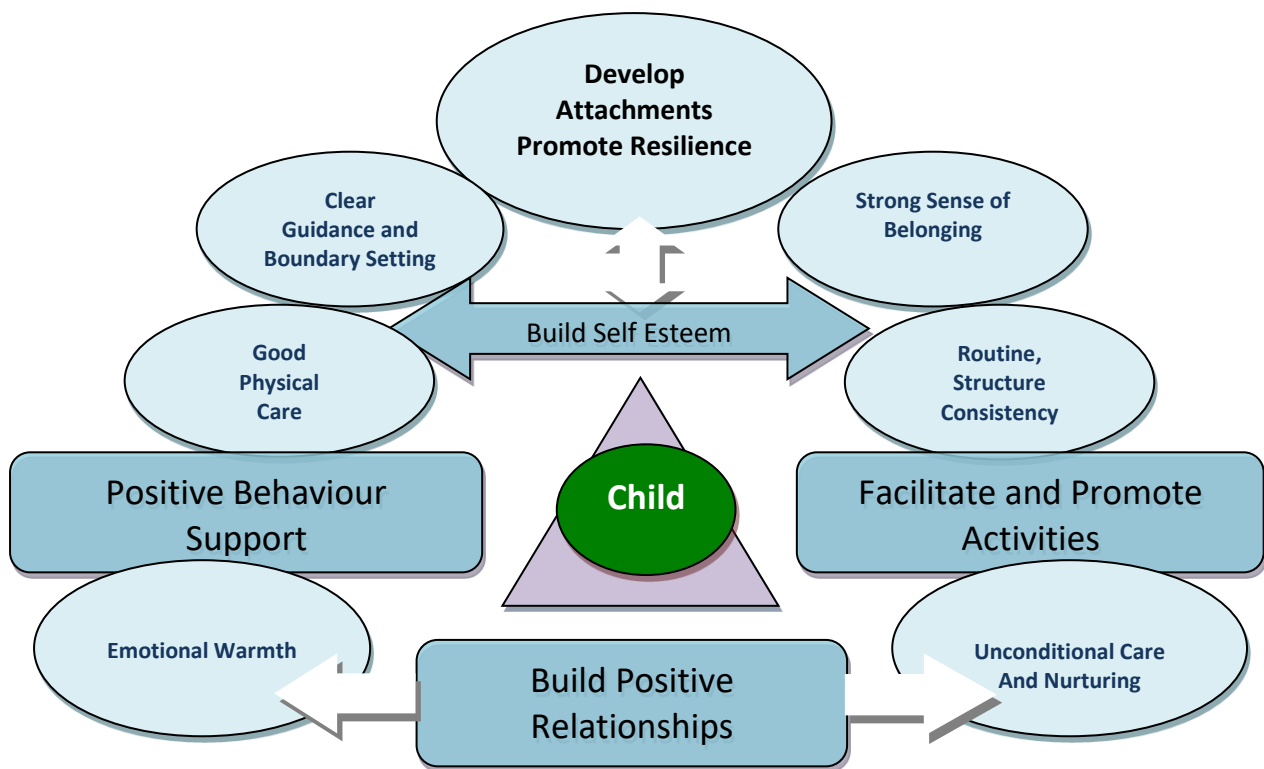 Develop
Attachments
Promote Resilience
Clear
Guidance and
Boundary Setting
Strong Sense of
Belonging
Build Self Esteem
Good
Physical
Care
Routine,
Structure
Consistency
Positive Behaviour
Support
Child
Facilitate and Promote
Activities
Emotional Warmth
Build Positive
Relationships
Unconditional Care
And Nurturing